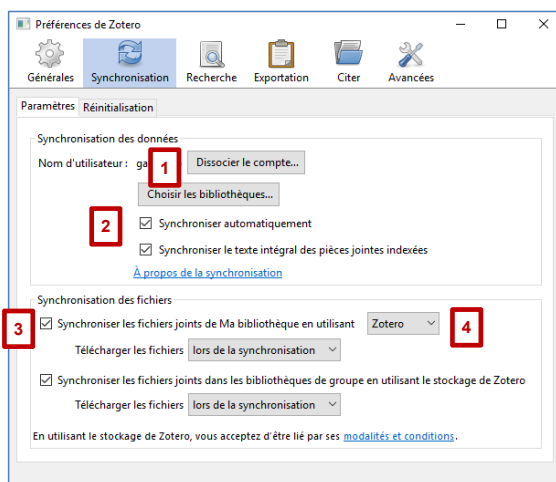 Préférences de Zotero
Générales Synchronisation Recherche Exportation Citer Avancées
Paramètres Réinitialisation
Synchronisation des données
Nom d'utilisateur : 1 Dissocier le compte...
Choisir les bibliothèques...
2 Synchroniser automatiquement
Synchroniser le texte intégral des pièces jointes indexées
À propos de la synchronisation
Synchronisation des fichiers
3 Synchroniser les fichiers joints de Ma bibliothèque en utilisant Zotero 4
Télécharger les fichiers lors de la synchronisation
Synchroniser les fichiers joints dans les bibliothèques de groupe en utilisant le stockage de Zotero
Télécharger les fichiers lors de la synchronisation
En utilisant le stockage de Zotero, vous acceptez d'être lié par ses modalités et conditions.